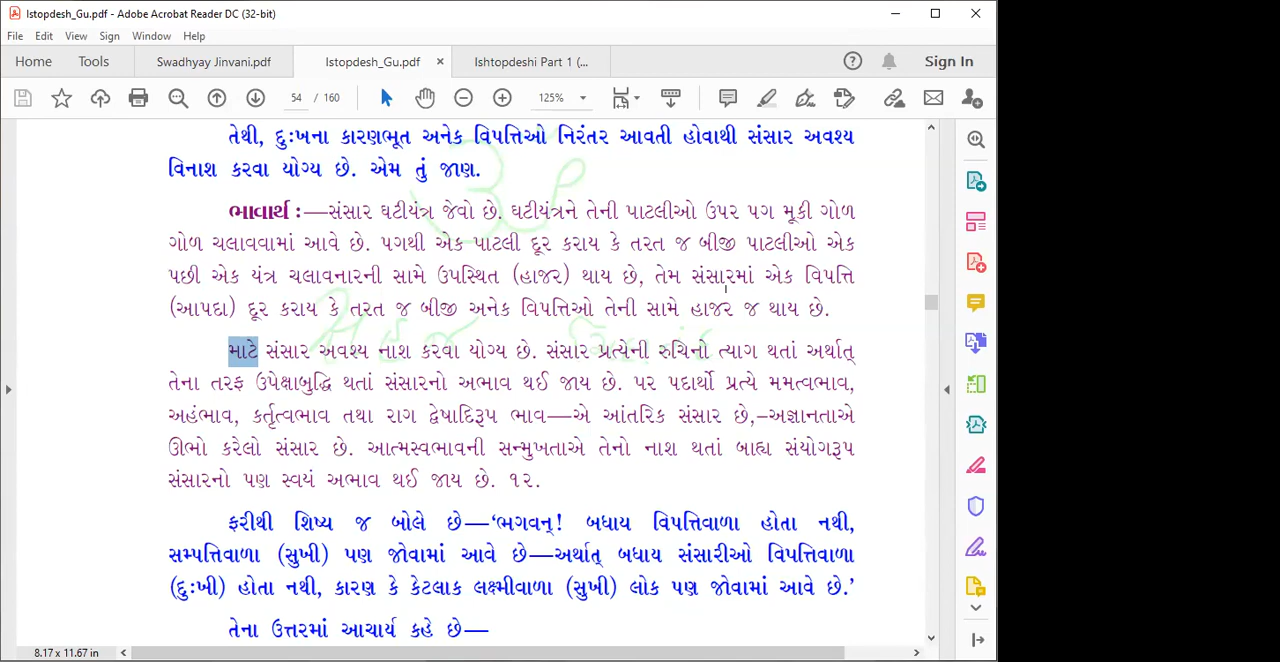 Istopdesh_Gu.pdf - Adobe Acrobat Reader DC (32-bit)
File Edit View Sign Window Help
Home Tools Swadhyay Jinvani.pdf Istopdesh_Gu.pdf × Ishtopdeshi Part 1 (... Sign In
54 / 160 125%
તેથી, દુઃખના કારણભૂત અનેક વિપત્તિઓ નિરંતર આવતી હોવાથી સંસાર અવશ્ય
વિનાશ કરવા યોગ્ય છે. એમ તું જાણ.
ભાવાર્થ :—સંસાર ઘટીયંત્ર જેવો છે. ઘટીયંત્રને તેની પાટલીઓ ઉપર પગ મૂકી ગોળ
ગોળ ચલાવવામાં આવે છે. પગથી એક પાટલી દૂર કરાય કે તરત જ બીજી પાટલીઓ એક
પછી એક યંત્ર ચલાવનારની સામે ઉપસ્થિત (હાજર) થાય છે, તેમ સંસારમાં એક વિપત્તિ
(આપદા) દૂર કરાય કે તરત જ બીજી અનેક વિપત્તિઓ તેની સામે હાજર જ થાય છે.
માટે સંસાર અવશ્ય નાશ કરવા યોગ્ય છે. સંસાર પ્રત્યેની રુચિનો ત્યાગ થતાં અર્થાત્
તેના તરફ ઉપેક્ષાબુદ્ધિ થતાં સંસારનો અભાવ થઈ જાય છે. પર પદાર્થો પ્રત્યે મમત્વભાવ,
અહંભાવ, કર્તૃત્વભાવ તથા રાગ દ્વેષાદિરૂપ ભાવ—એ આંતરિક સંસાર છે,–અજ્ઞાનતાએ
ઊભો કરેલો સંસાર છે. આત્મસ્વભાવની સન્મુખતાએ તેનો નાશ થતાં બાહ્ય સંયોગરૂપ
સંસારનો પણ સ્વયં અભાવ થઈ જાય છે. ૧૨.
ફરીથી શિષ્ય જ બોલે છે—‘ભગવન્! બધાય વિપત્તિવાળા હોતા નથી,
સમ્પત્તિવાળા (સુખી) પણ જોવામાં આવે છે—અર્થાત્ બધાય સંસારીઓ વિપત્તિવાળા
(દુઃખી) હોતા નથી, કારણ કે કેટલાક લક્ષ્મીવાળા (સુખી) લોક પણ જોવામાં આવે છે.’
તેના ઉત્તરમાં આચાર્ય કહે છે—
8.17 x 11.67 in